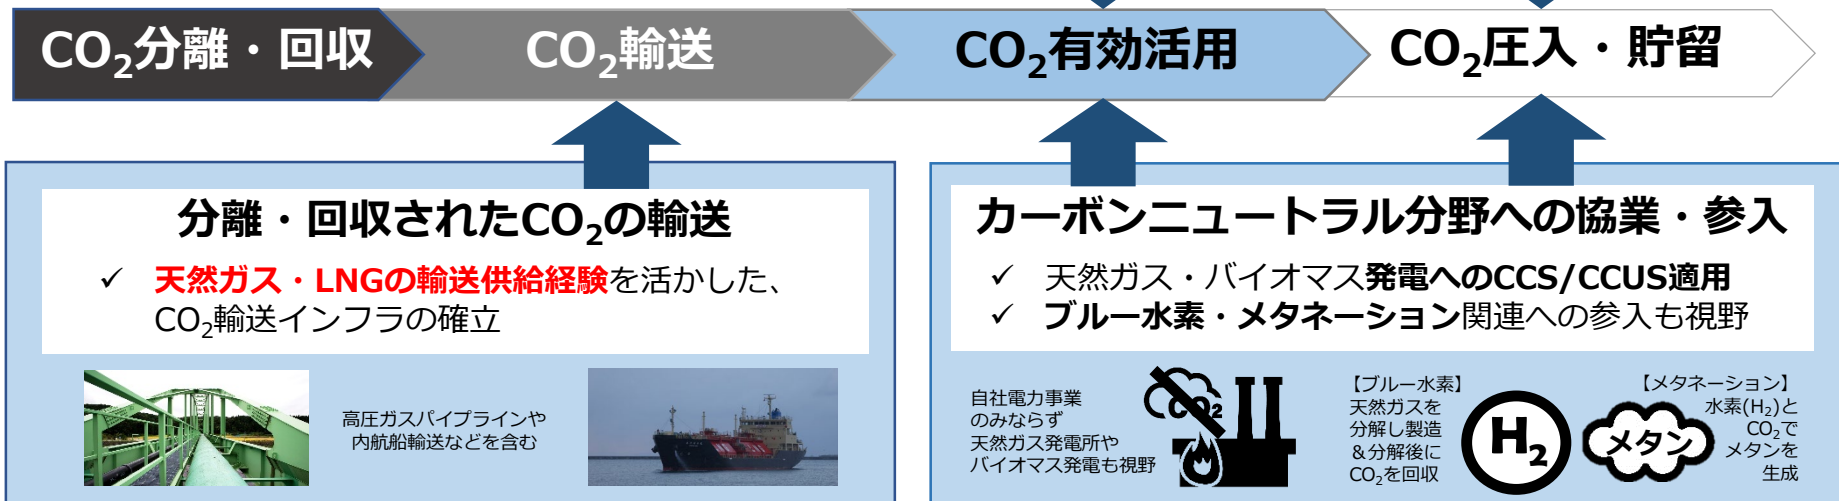 CO₂分離・回収
CO₂輸送
CO₂有効活用
CO₂圧入・貯留
分離・回収されたCO₂の輸送
✓ 天然ガス・LNGの輸送供給経験を活かした、
CO₂輸送インフラの確立
高圧ガスパイプラインや
内航船輸送などを含む
カーボンニュートラル分野への協業・参入
✓ 天然ガス・バイオマス発電へのCCS/CCUS適用
✓ ブルー水素・メタネーション関連への参入も視野
自社電力事業
のみならず
天然ガス発電所や
バイオマス発電も視野
CO₂
【ブルー水素】
天然ガスを
分解し製造
&分解後に
CO₂を回収
H₂
メタン
【メタネーション】
水素(H₂)と
CO₂で
メタンを
生成